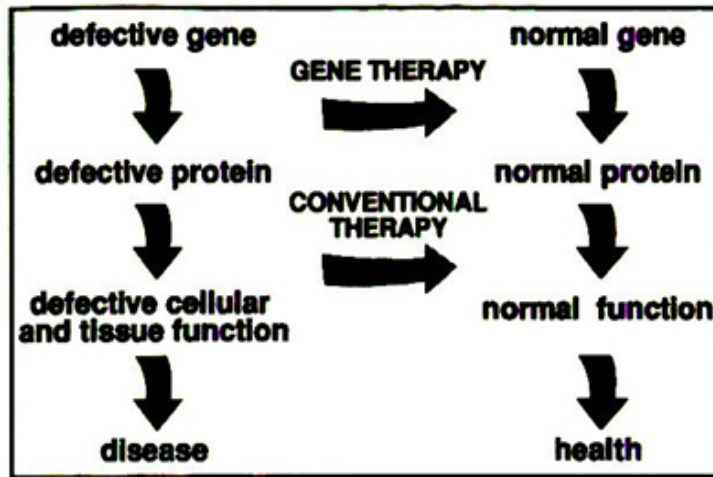 defective gene
normal gene
GENE THERAPY
defective protein
normal protein
CONVENTIONAL
THERAPY
defective cellular
and tissue function
normal function
disease
health